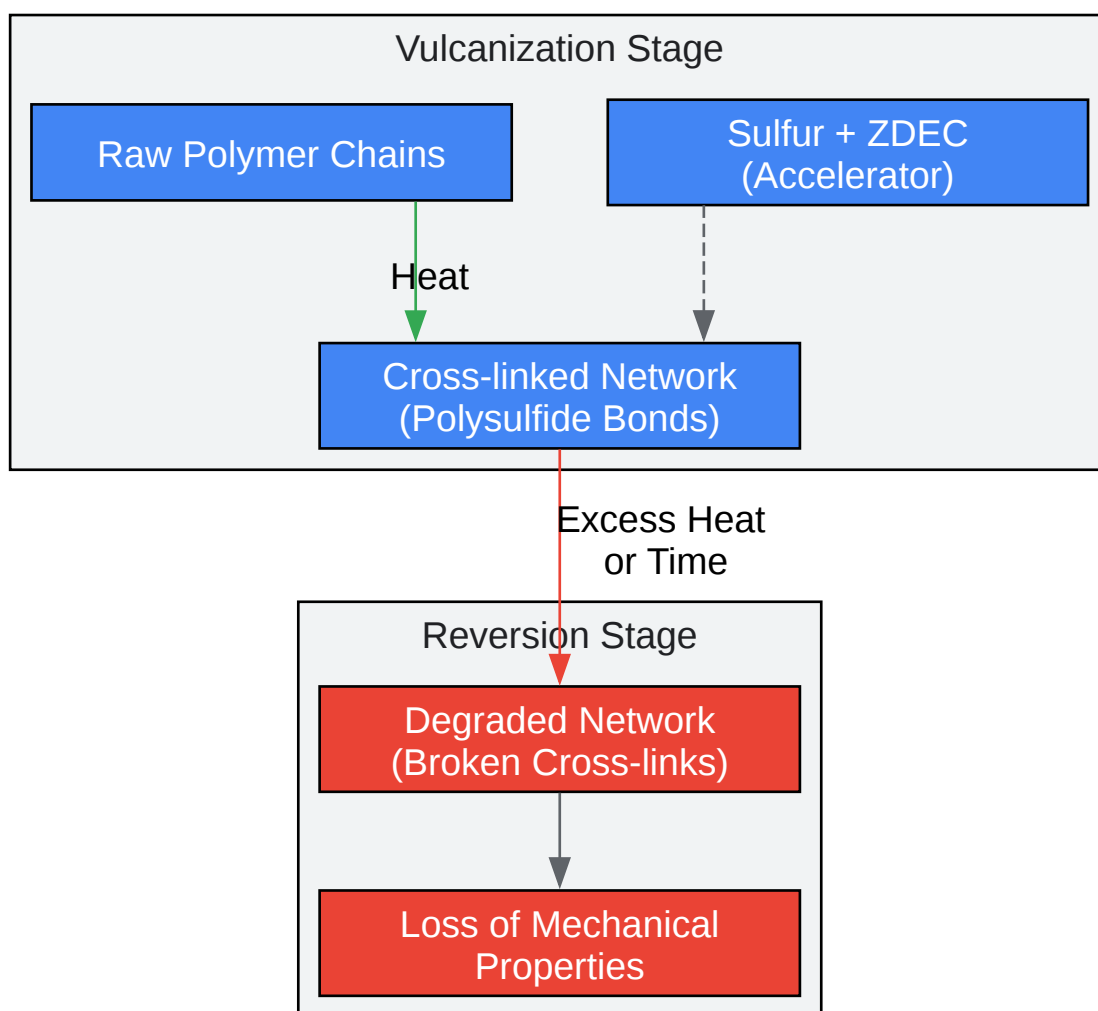 Vulcanization Stage
Raw Polymer Chains
Sulfur + ZDEC
(Accelerator)
Heat
Cross-linked Network
(Polysulfide Bonds)
Excess Heat
or Time
Reversion Stage
Degraded Network
(Broken Cross-links)
Loss of Mechanical
Properties